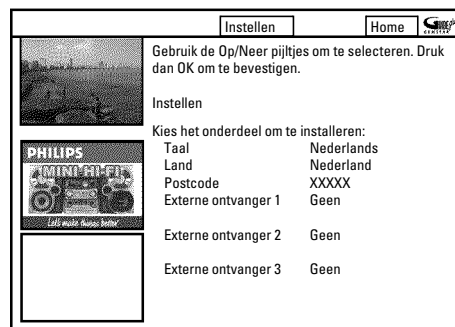 Instellen Home GUIDE
GEMSTAR
Gebruik de Op/Neer pijltjes om te selecteren. Druk
dan OK om te bevestigen.
Instellen
Kies het onderdeel om te installeren:
Taal Nederlands
Land Nederland
Postcode XXXXX
Externe ontvanger 1 Geen
Externe ontvanger 2 Geen
Externe ontvanger 3 Geen
PHILIPS
MINI HI-FI
Let's make things better